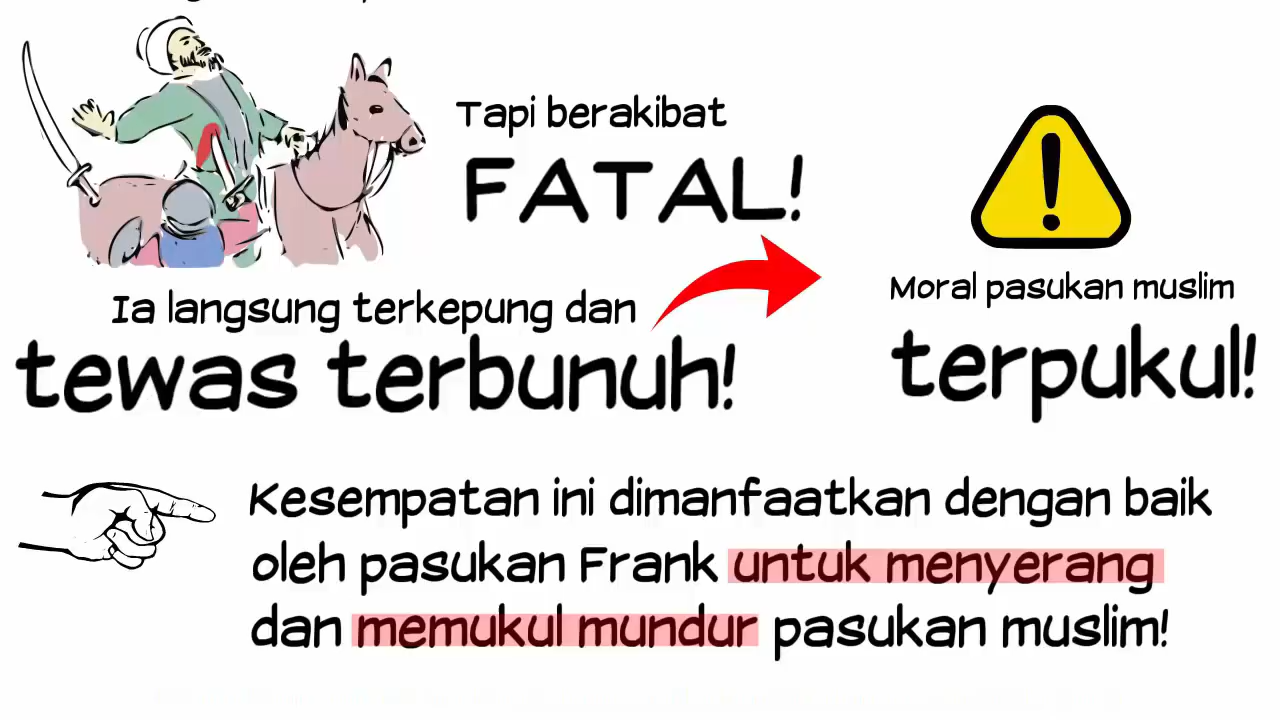 Tapi berakibat
FATAL!
Ia langsung terkepung dan
tewas terbunuh!
Moral pasukan muslim
terpukul!
Kesempatan ini dimanfaatkan dengan baik
oleh pasukan Frank untuk menyerang
dan memukul mundur pasukan muslim!